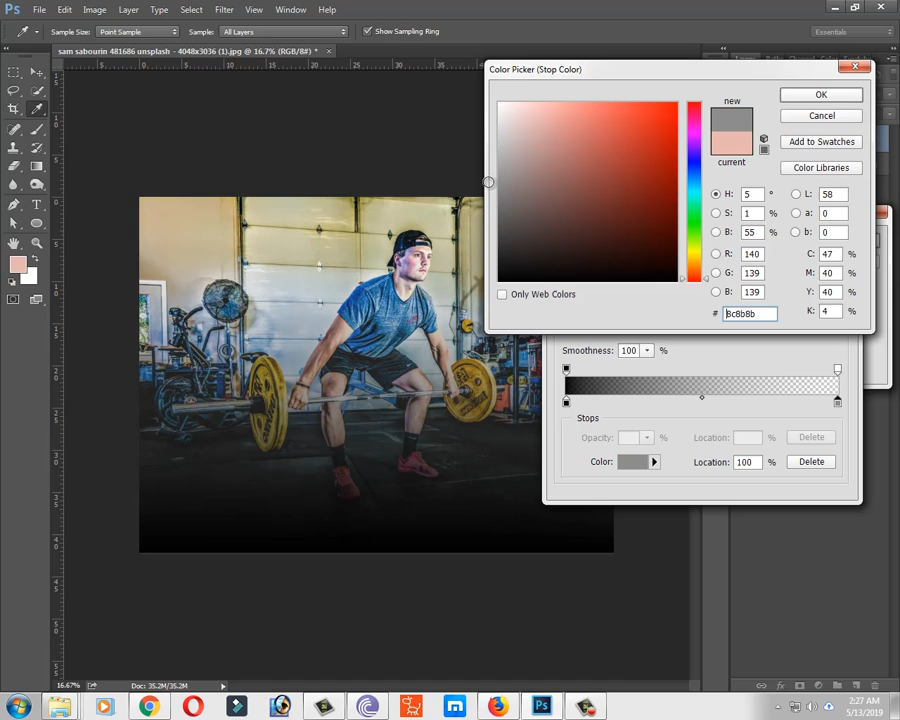 Ps File Edit Image Layer Type Select Filter View Window Help
Sample Size: Point Sample Sample: All Layers Show Sampling Ring Essentials
sam sabourin 481686 unsplash - 4048x3036 (1).jpg @ 16.7% (RGB/8#) *
Color Picker (Stop Color)
new
current
OK
Cancel
Add to Swatches
Color Libraries
H: 5 ° L: 58
S: 1 % a: 0
B: 55 % b: 0
R: 140 C: 47 %
G: 139 M: 40 %
B: 139 Y: 40 %
# 8c8b8b K: 4 %
Only Web Colors
Smoothness: 100 %
Stops
Opacity: % Location: % Delete
Color: Location: 100 % Delete
16.67% Doc: 35.2M/35.2M
2:27 AM
5/13/2019